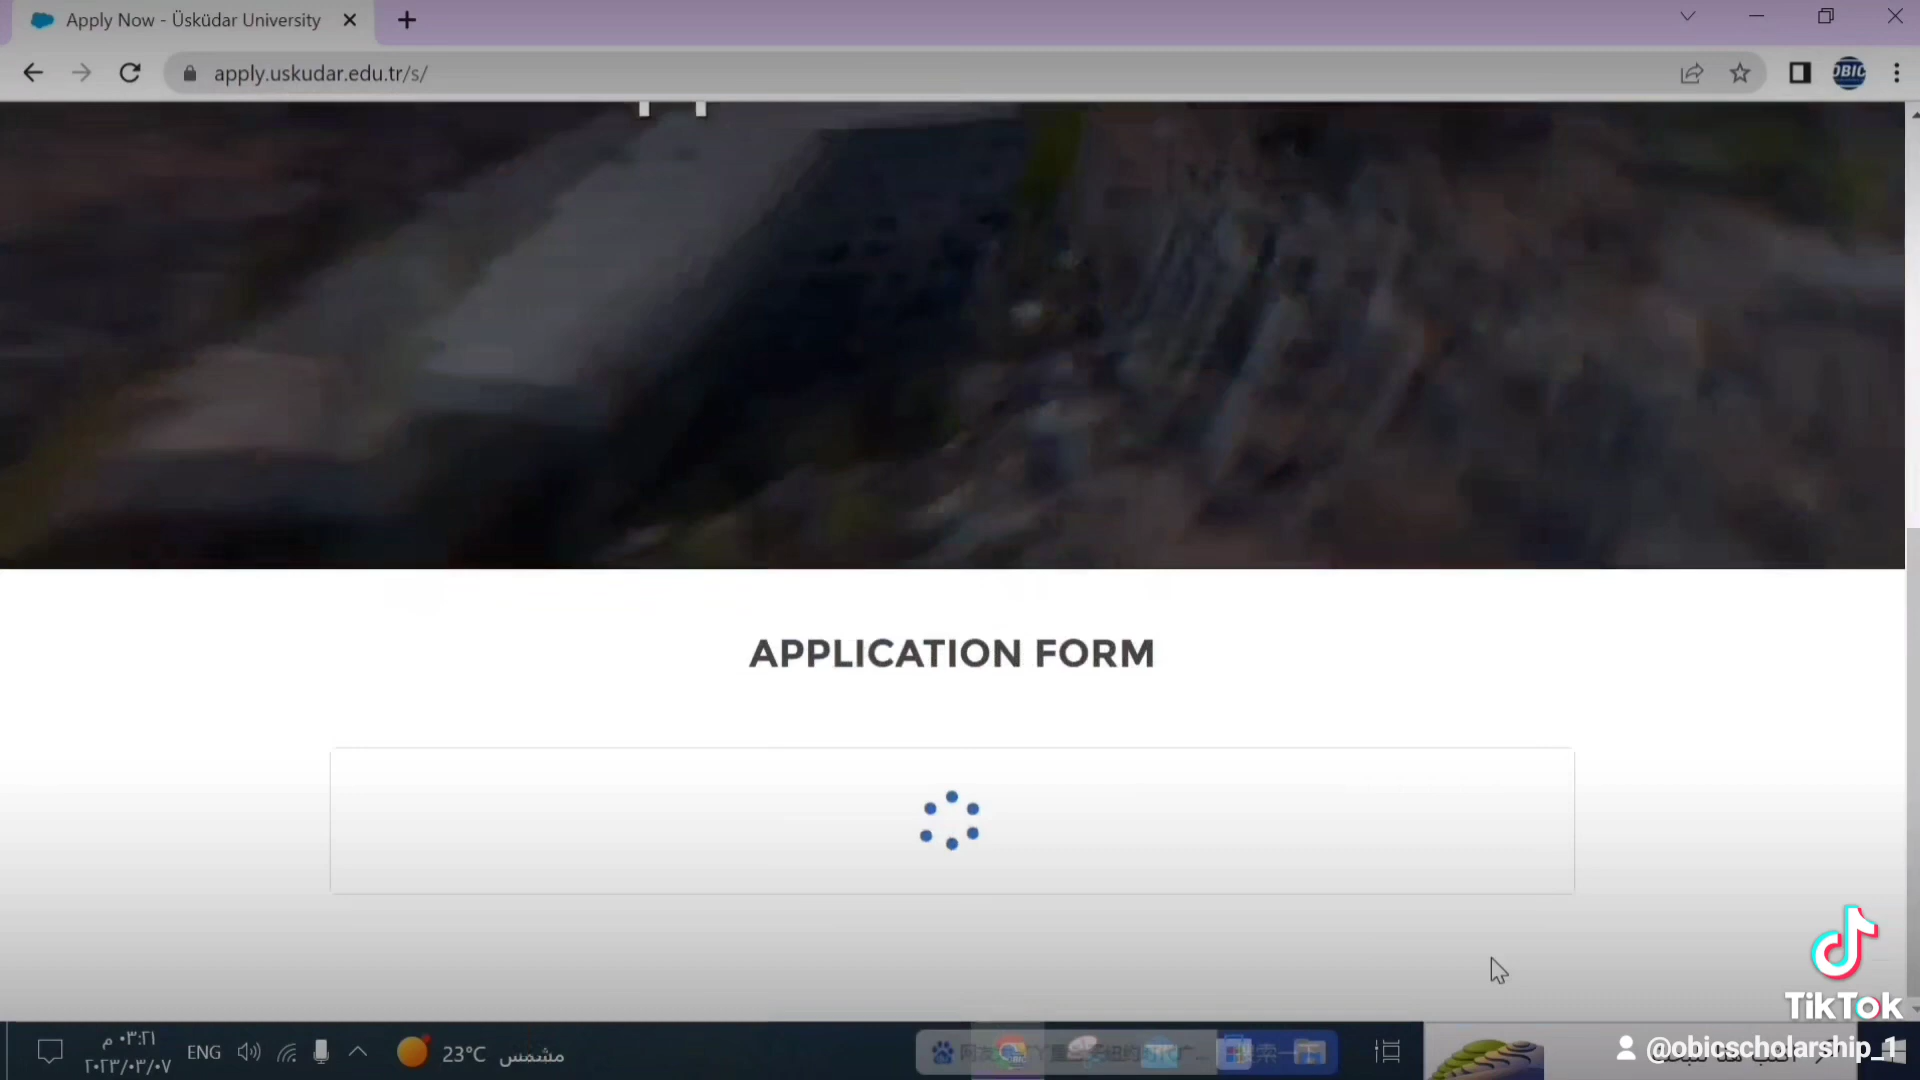 Apply Now - Üsküdar University
apply.uskudar.edu.tr/s/
OBIC
APPLICATION FORM
TikTok
@obicscholarship_1
٠٣:٢١ م
٢٠٢٣/٠٣/٠٧
ENG
23°C مشمس